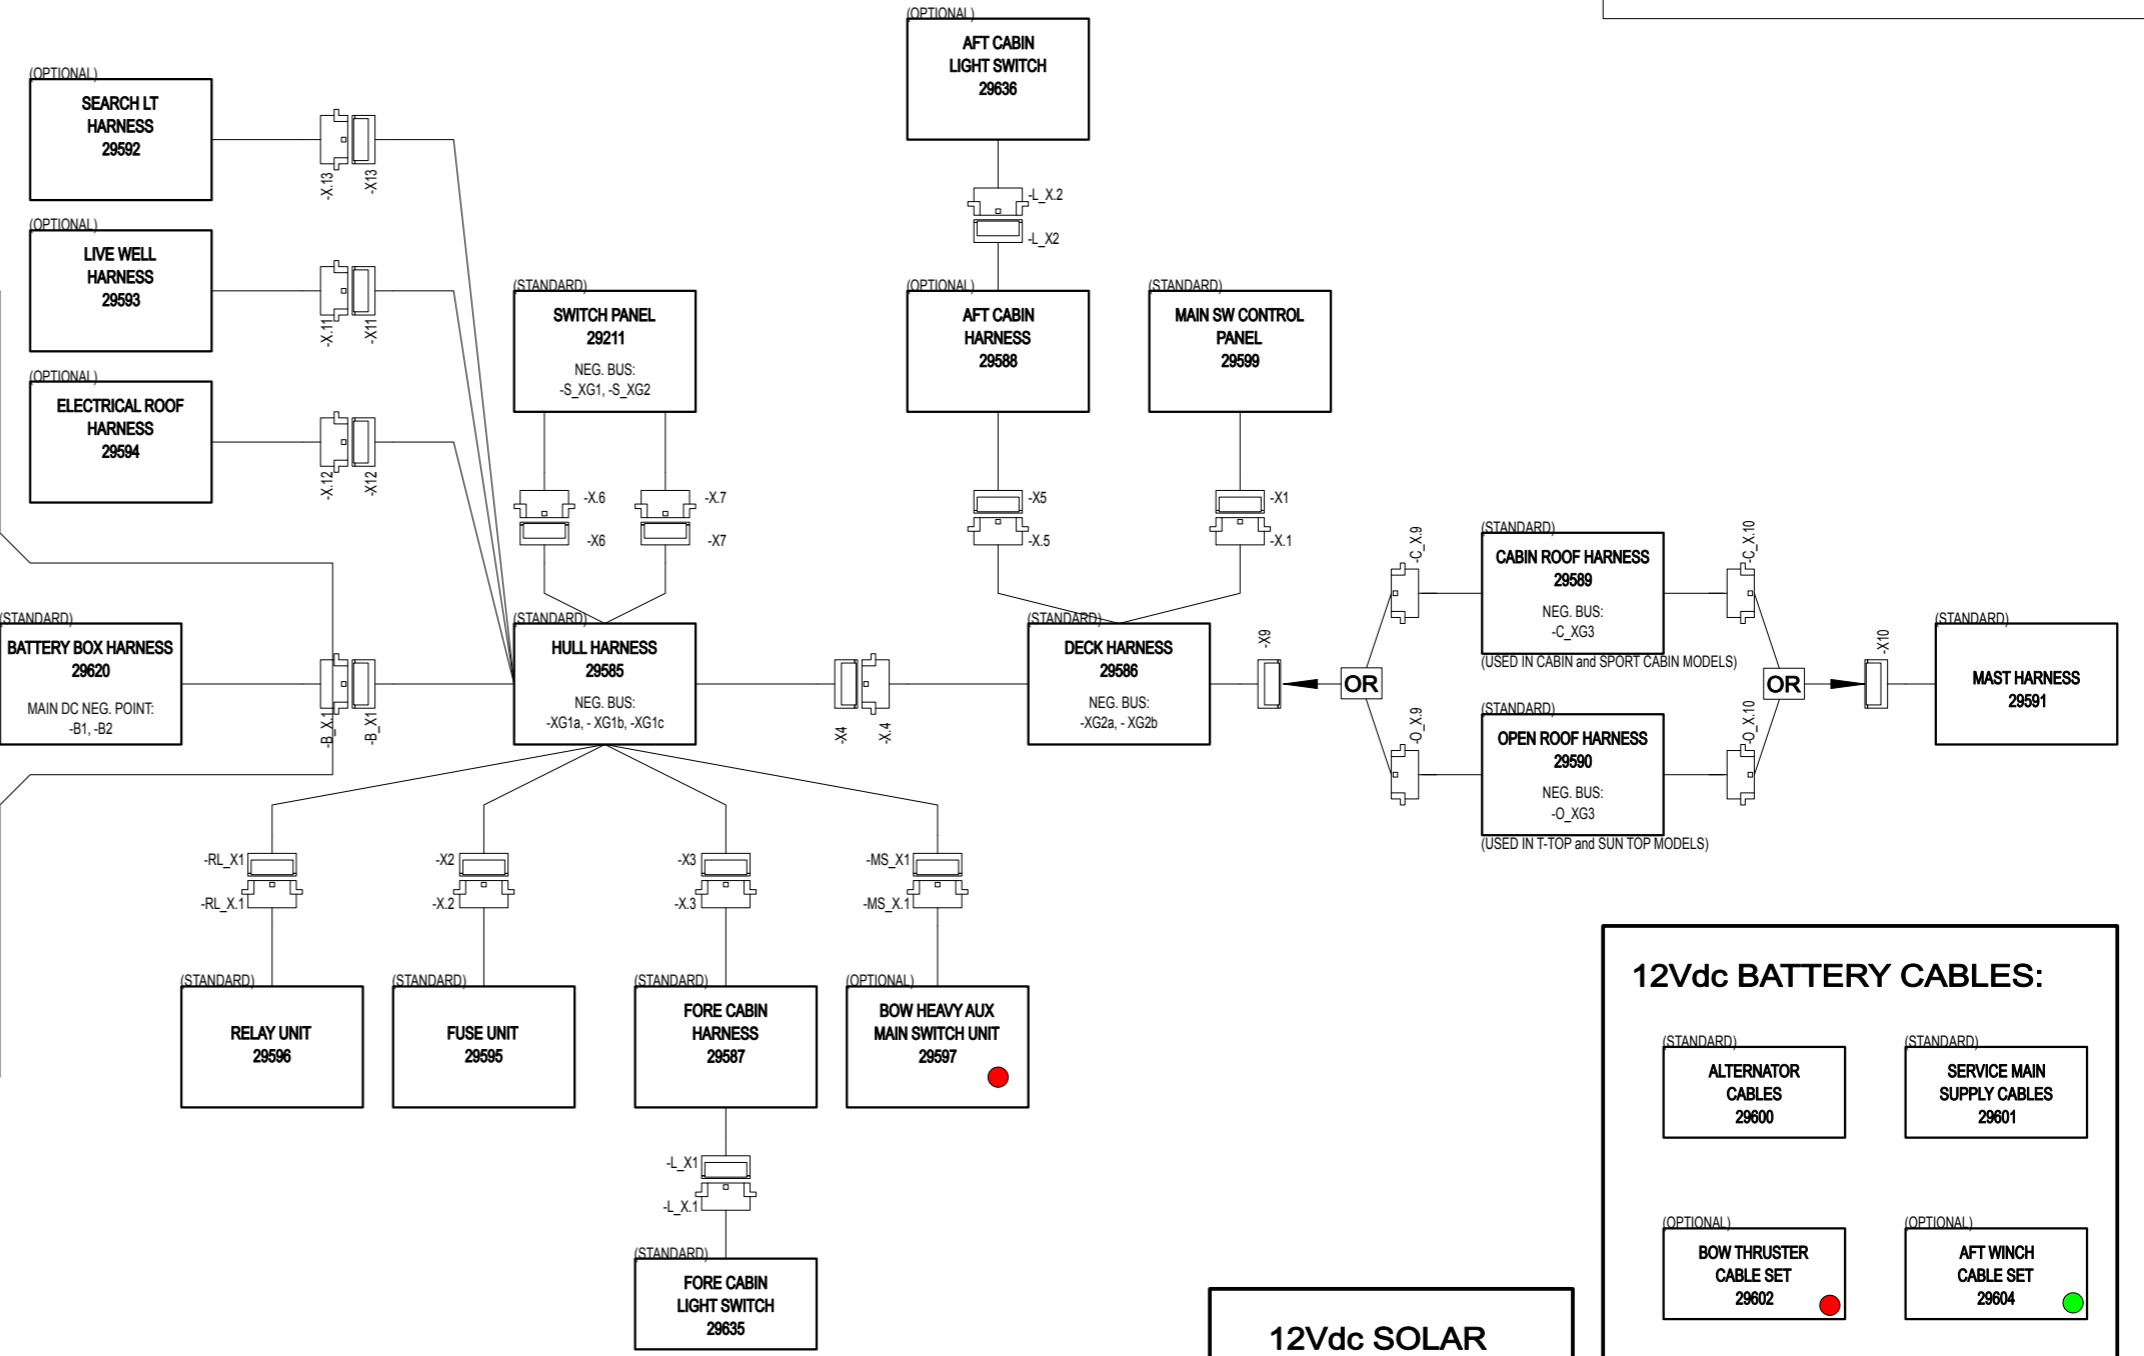 (OPTIONAL)
AFT CABIN
LIGHT SWITCH
29636
(OPTIONAL)
SEARCH LT
HARNESS
29592
-X.13
-X13
-L_X.2
-L_X2
(OPTIONAL)
LIVE WELL
HARNESS
29593
-X.11
-X11
(STANDARD)
SWITCH PANEL
29211
NEG. BUS:
-S_XG1, -S_XG2
(OPTIONAL)
AFT CABIN
HARNESS
29588
(STANDARD)
MAIN SW CONTROL
PANEL
29599
(OPTIONAL)
ELECTRICAL ROOF
HARNESS
29594
-X.12
-X12
-X.6
-X6
-X.7
-X7
-X5
-X.5
-X1
-X.1
(STANDARD)
BATTERY BOX HARNESS
29620
MAIN DC NEG. POINT:
-B1, -B2
-B_X.1
-B_X1
(STANDARD)
HULL HARNESS
29585
NEG. BUS:
-XG1a, - XG1b, -XG1c
-X4
-X.4
(STANDARD)
DECK HARNESS
29586
NEG. BUS:
-XG2a, - XG2b
-X9
OR
-C_X.9
(STANDARD)
CABIN ROOF HARNESS
29589
NEG. BUS:
-C_XG3
(USED IN CABIN and SPORT CABIN MODELS)
-C_X.10
-O_X.9
(STANDARD)
OPEN ROOF HARNESS
29590
NEG. BUS:
-O_XG3
(USED IN T-TOP and SUN TOP MODELS)
-O_X.10
OR
-X10
(STANDARD)
MAST HARNESS
29591
-RL_X1
-RL_X.1
-X2
-X.2
-X3
-X.3
-MS_X1
-MS_X.1
(STANDARD)
RELAY UNIT
29596
(STANDARD)
FUSE UNIT
29595
(STANDARD)
FORE CABIN
HARNESS
29587
(OPTIONAL)
BOW HEAVY AUX
MAIN SWITCH UNIT
29597
-L_X1
-L_X.1
(STANDARD)
FORE CABIN
LIGHT SWITCH
29635
12Vdc BATTERY CABLES:
(STANDARD)
ALTERNATOR
CABLES
29600
(STANDARD)
SERVICE MAIN
SUPPLY CABLES
29601
(OPTIONAL)
BOW THRUSTER
CABLE SET
29602
(OPTIONAL)
AFT WINCH
CABLE SET
29604
12Vdc SOLAR